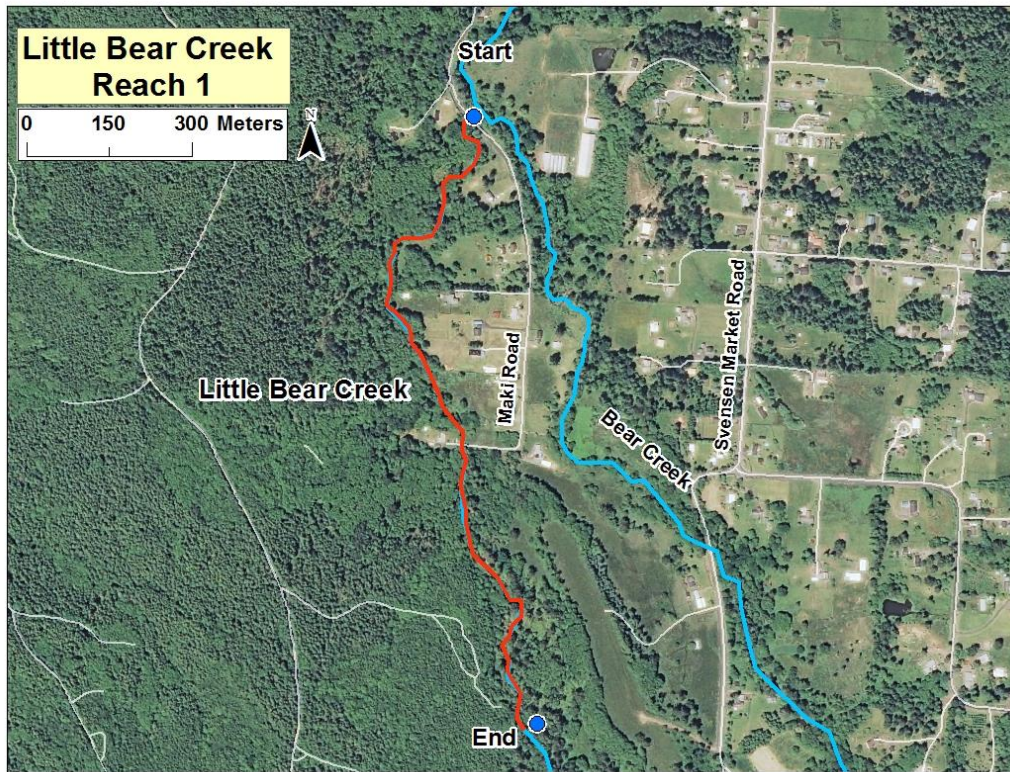 Little Bear Creek
Reach 1
0 150 300 Meters
N
Start
Little Bear Creek
Maki Road
Bear Creek
Svensen Market Road
End